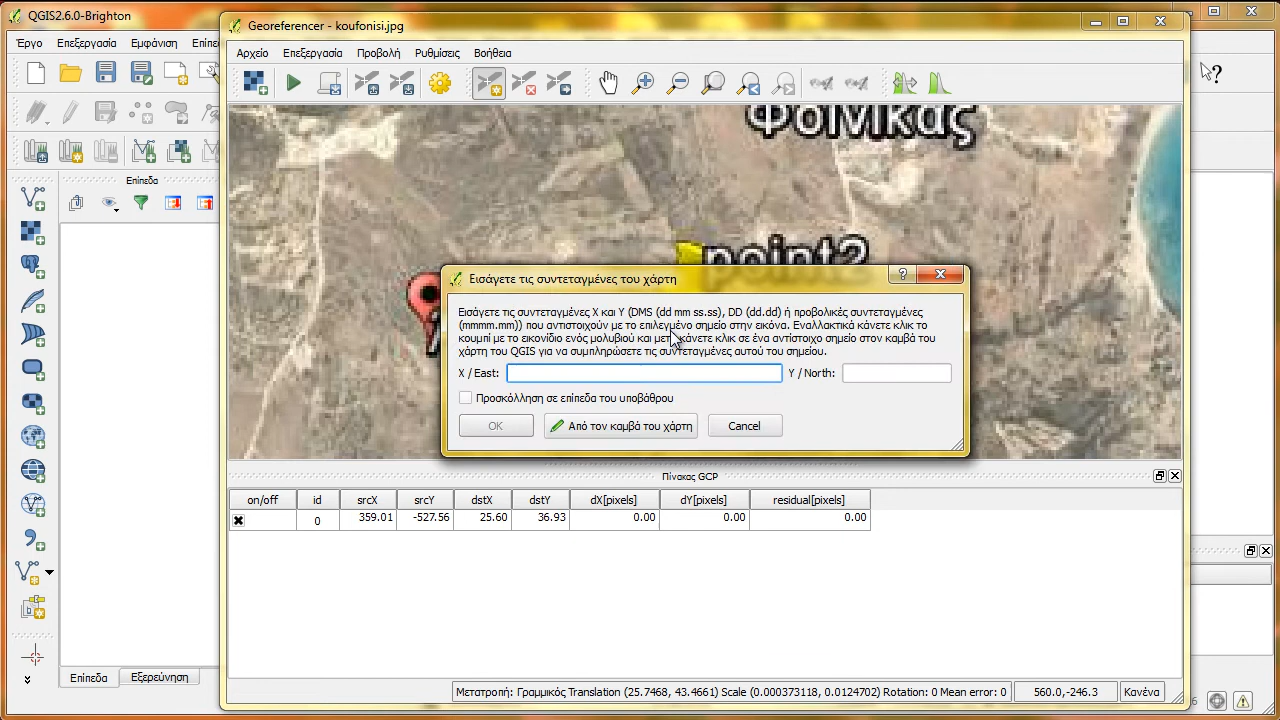 QGIS2.6.0-Brighton
Georeferencer - koufonisi.jpg
Έργο Επεξεργασία Εμφάνιση
Αρχείο Επεξεργασία Προβολή Ρυθμίσεις Βοήθεια
Φοίνικας
Επίπεδα
point2
Εισάγετε τις συντεταγμένες του χάρτη
Εισάγετε τις συντεταγμένες X και Y (DMS (dd mm ss.ss), DD (dd.dd) ή προβολικές συντεταγμένες
(mmmm.mm)) που αντιστοιχούν με το επιλεγμένο σημείο στην εικόνα. Εναλλακτικά κάνετε κλικ το
κουμπί με το εικονίδιο ενός μολυβιού και μετά κάνετε κλικ σε ένα αντίστοιχο σημείο στον καμβά του
χάρτη του QGIS για να συμπληρώσετε τις συντεταγμένες αυτού του σημείου.
X / East: Y / North:
Προσκόλληση σε επίπεδα του υποβάθρου
OK Από τον καμβά του χάρτη Cancel
Πίνακας GCP
on/off id srcX srcY dstX dstY dX[pixels] dY[pixels] residual[pixels]
0 359.01 -527.56 25.60 36.93 0.00 0.00 0.00
Επίπεδα Εξερεύνηση
Μετατροπή: Γραμμικός Translation (25.7468, 43.4661) Scale (0.000373118, 0.0124702) Rotation: 0 Mean error: 0 560.0,-246.3 Κανένα